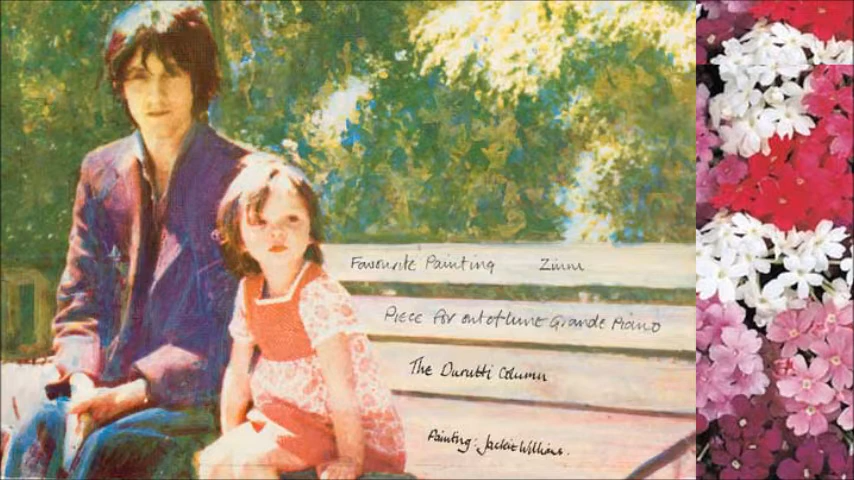 Favourite Painting Zinni
Piece for out of tune Grande Piano
The Durutti Column
Painting: Jackie Williams.